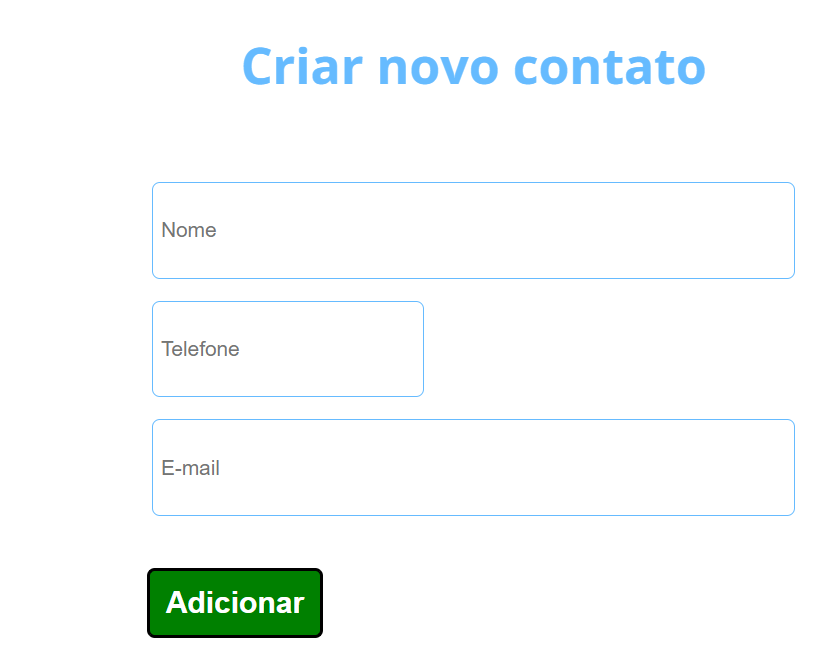 Criar novo contato
Nome
Telefone
E-mail
Adicionar